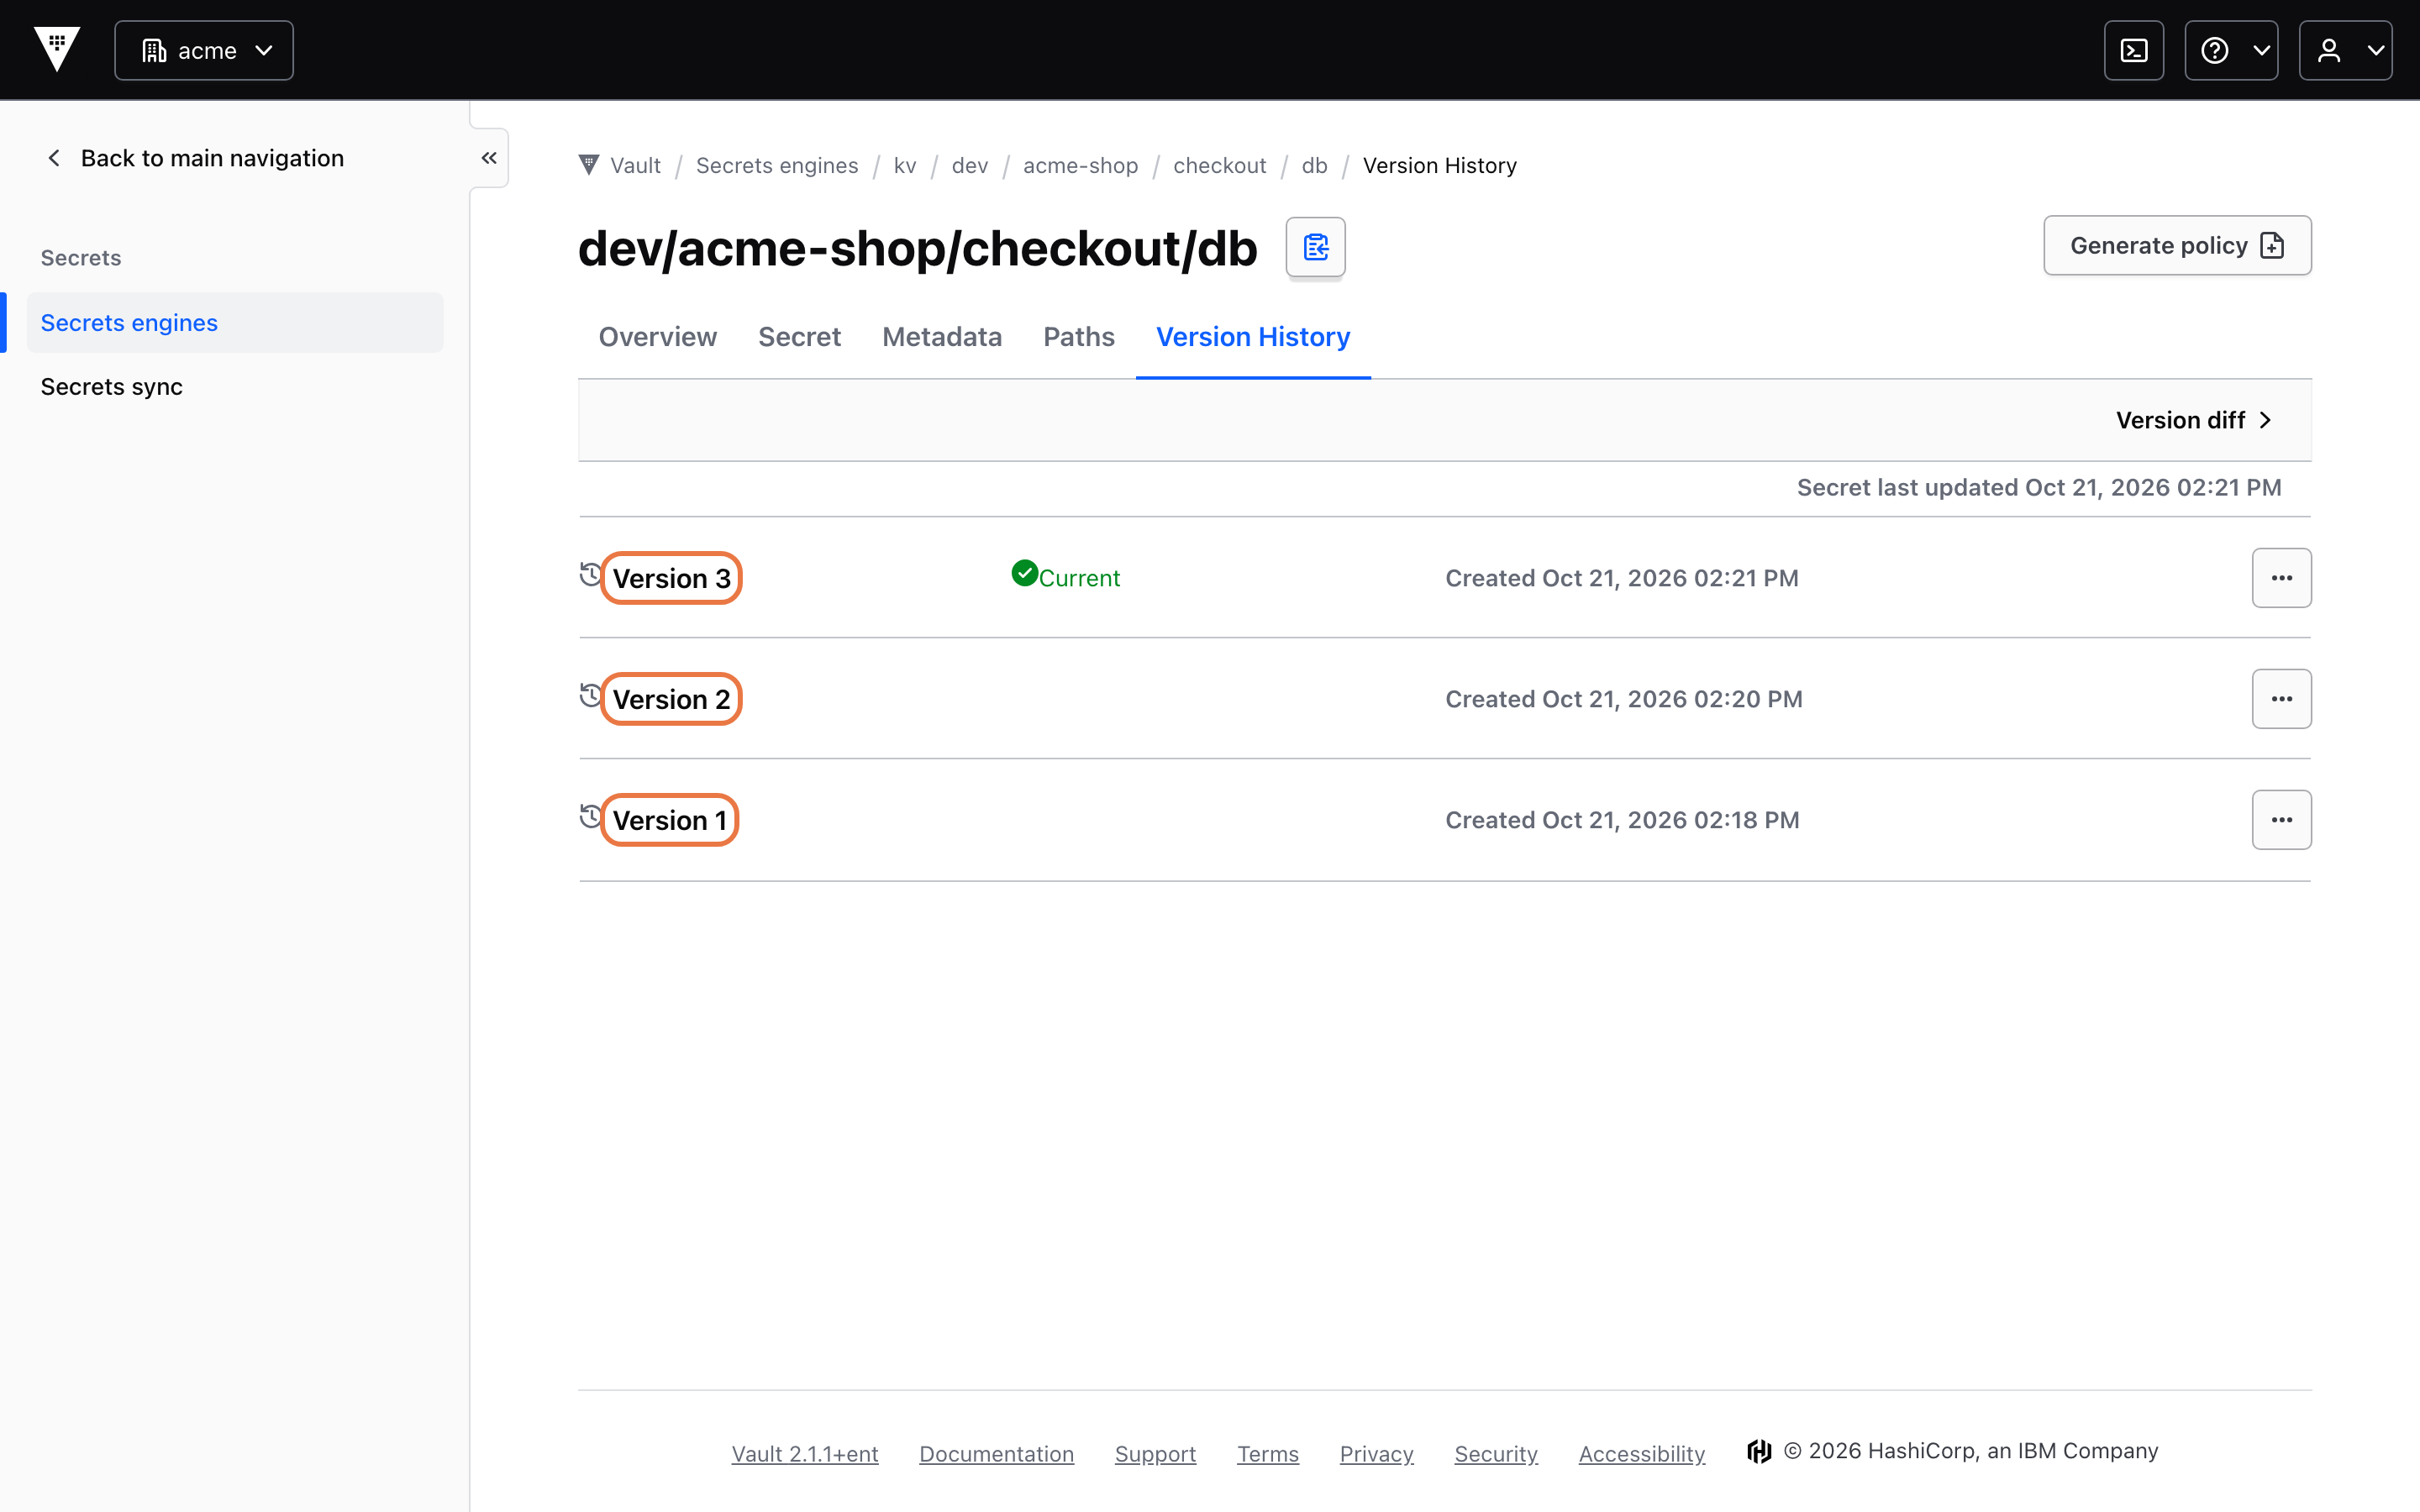 acme
Back to main navigation
Secrets
Secrets engines
Secrets sync
Vault / Secrets engines / kv / dev / acme-shop / checkout / db / Version History
dev/acme-shop/checkout/db
Generate policy
Overview Secret Metadata Paths Version History
Version diff
Secret last updated Oct 21, 2026 02:21 PM
Version 3 Current Created Oct 21, 2026 02:21 PM
Version 2 Created Oct 21, 2026 02:20 PM
Version 1 Created Oct 21, 2026 02:18 PM
Vault 2.1.1+ent Documentation Support Terms Privacy Security Accessibility © 2026 HashiCorp, an IBM Company